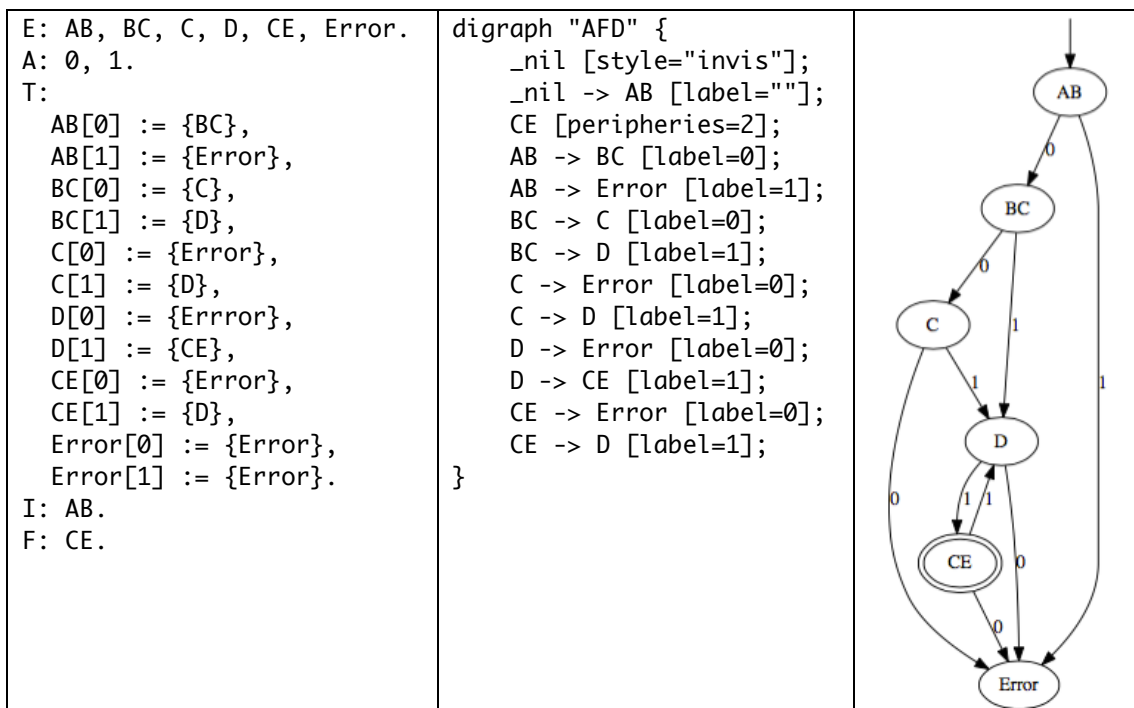 E: AB, BC, C, D, CE, Error.
A: 0, 1.
T:
AB[0] := {BC},
AB[1] := {Error},
BC[0] := {C},
BC[1] := {D},
C[0] := {Error},
C[1] := {D},
D[0] := {Errror},
D[1] := {CE},
CE[0] := {Error},
CE[1] := {D},
Error[0] := {Error},
Error[1] := {Error}.
I: AB.
F: CE.
digraph "AFD" {
_nil [style="invis"];
_nil -> AB [label=""];
CE [peripheries=2];
AB -> BC [label=0];
AB -> Error [label=1];
BC -> C [label=0];
BC -> D [label=1];
C -> Error [label=0];
C -> D [label=1];
D -> Error [label=0];
D -> CE [label=1];
CE -> Error [label=0];
CE -> D [label=1];
}
AB
0
BC
0
C
1
1
1
D
0
1
1
CE
0
0
Error